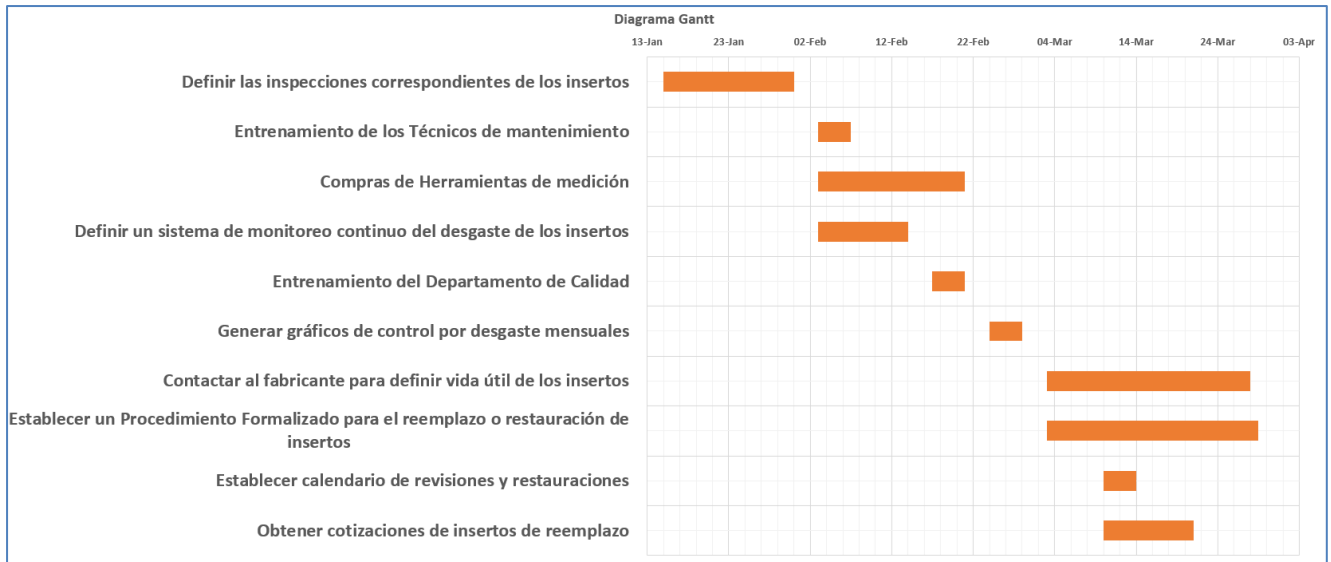 Diagrama Gantt
13-Jan 23-Jan 02-Feb 12-Feb 22-Feb 04-Mar 14-Mar 24-Mar 03-Apr
Definir las inspecciones correspondientes de los insertos
Entrenamiento de los Técnicos de mantenimiento
Compras de Herramientas de medición
Definir un sistema de monitoreo continuo del desgaste de los insertos
Entrenamiento del Departamento de Calidad
Generar gráficos de control por desgaste mensuales
Contactar al fabricante para definir vida útil de los insertos
Establecer un Procedimiento Formalizado para el reemplazo o restauración de
insertos
Establecer calendario de revisiones y restauraciones
Obtener cotizaciones de insertos de reemplazo